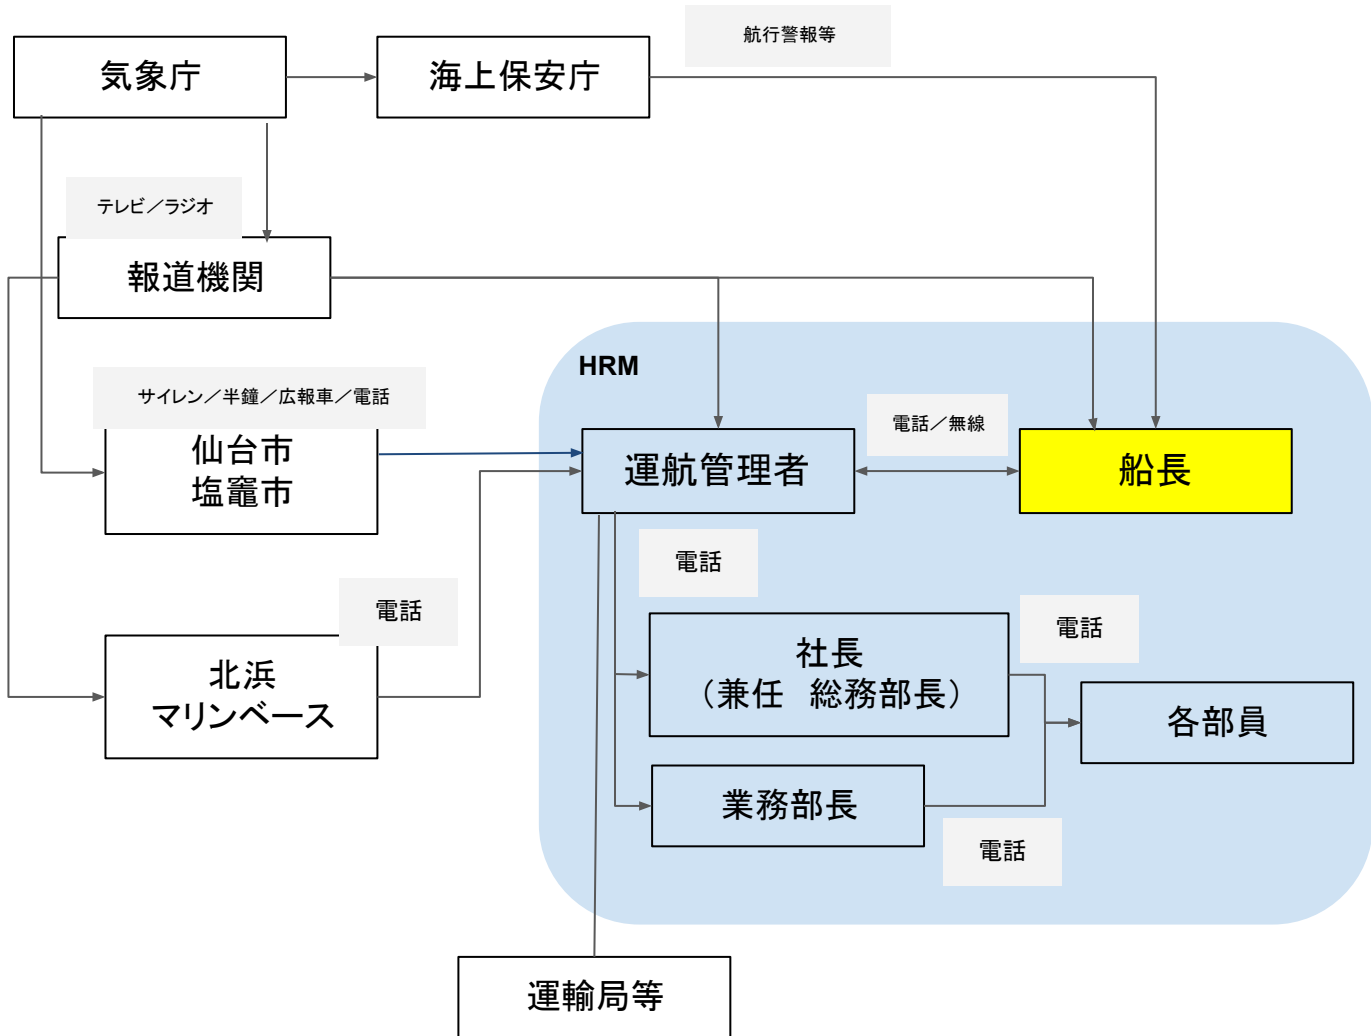 航行警報等
気象庁
海上保安庁
テレビ／ラジオ
報道機関
HRM
サイレン／半鐘／広報車／電話
仙台市
塩竈市
運航管理者
電話／無線
船長
電話
電話
北浜
マリンベース
社長
（兼任　総務部長）
電話
各部員
業務部長
電話
運輸局等